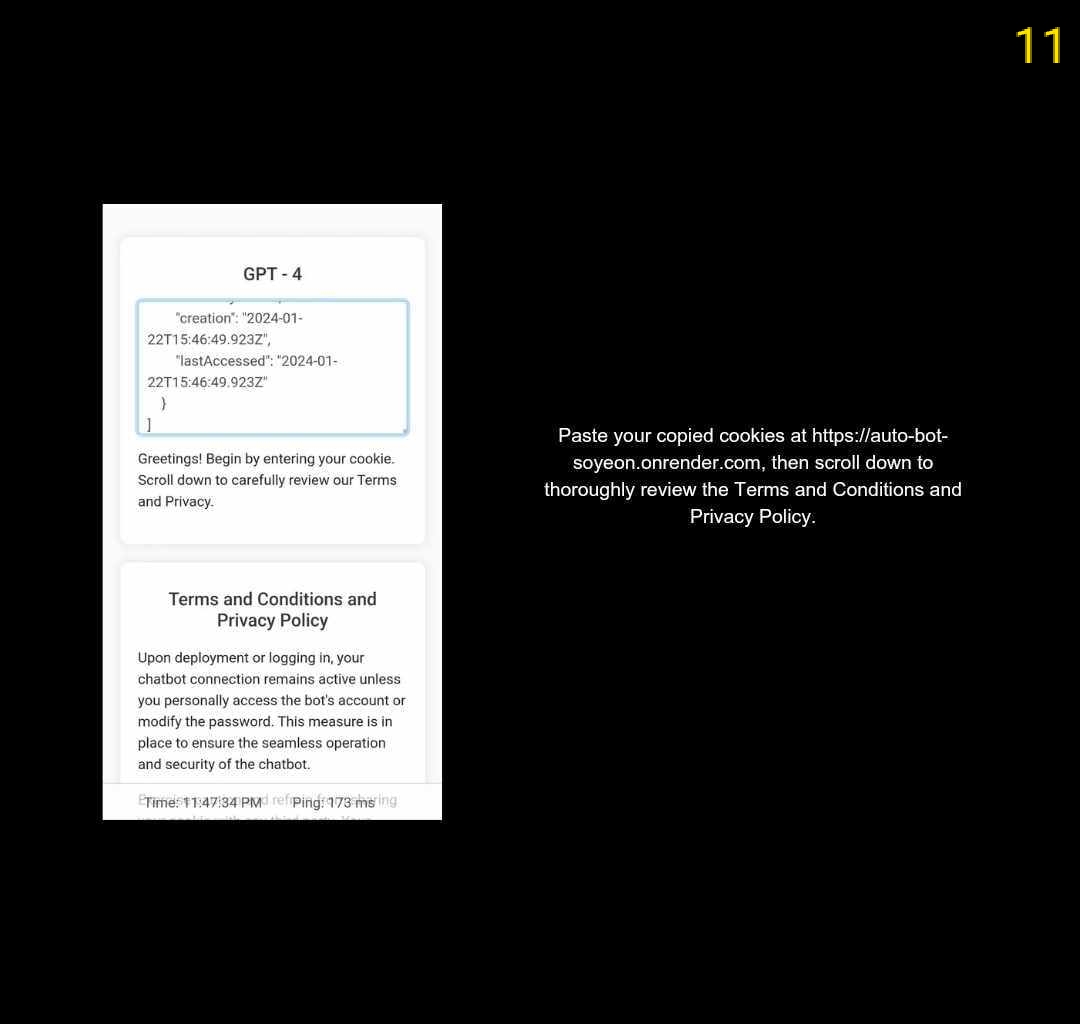 11
GPT - 4
"creation": "2024-01-
22T15:46:49.923Z",
"lastAccessed": "2024-01-
22T15:46:49.923Z"
}
]
Greetings! Begin by entering your cookie.
Scroll down to carefully review our Terms
and Privacy.
Terms and Conditions and
Privacy Policy
Upon deployment or logging in, your
chatbot connection remains active unless
you personally access the bot's account or
modify the password. This measure is in
place to ensure the seamless operation
and security of the chatbot.
Time: 11:47:34 PM Ping: 173 ms
Paste your copied cookies at https://auto-bot-
soyeon.onrender.com, then scroll down to
thoroughly review the Terms and Conditions and
Privacy Policy.